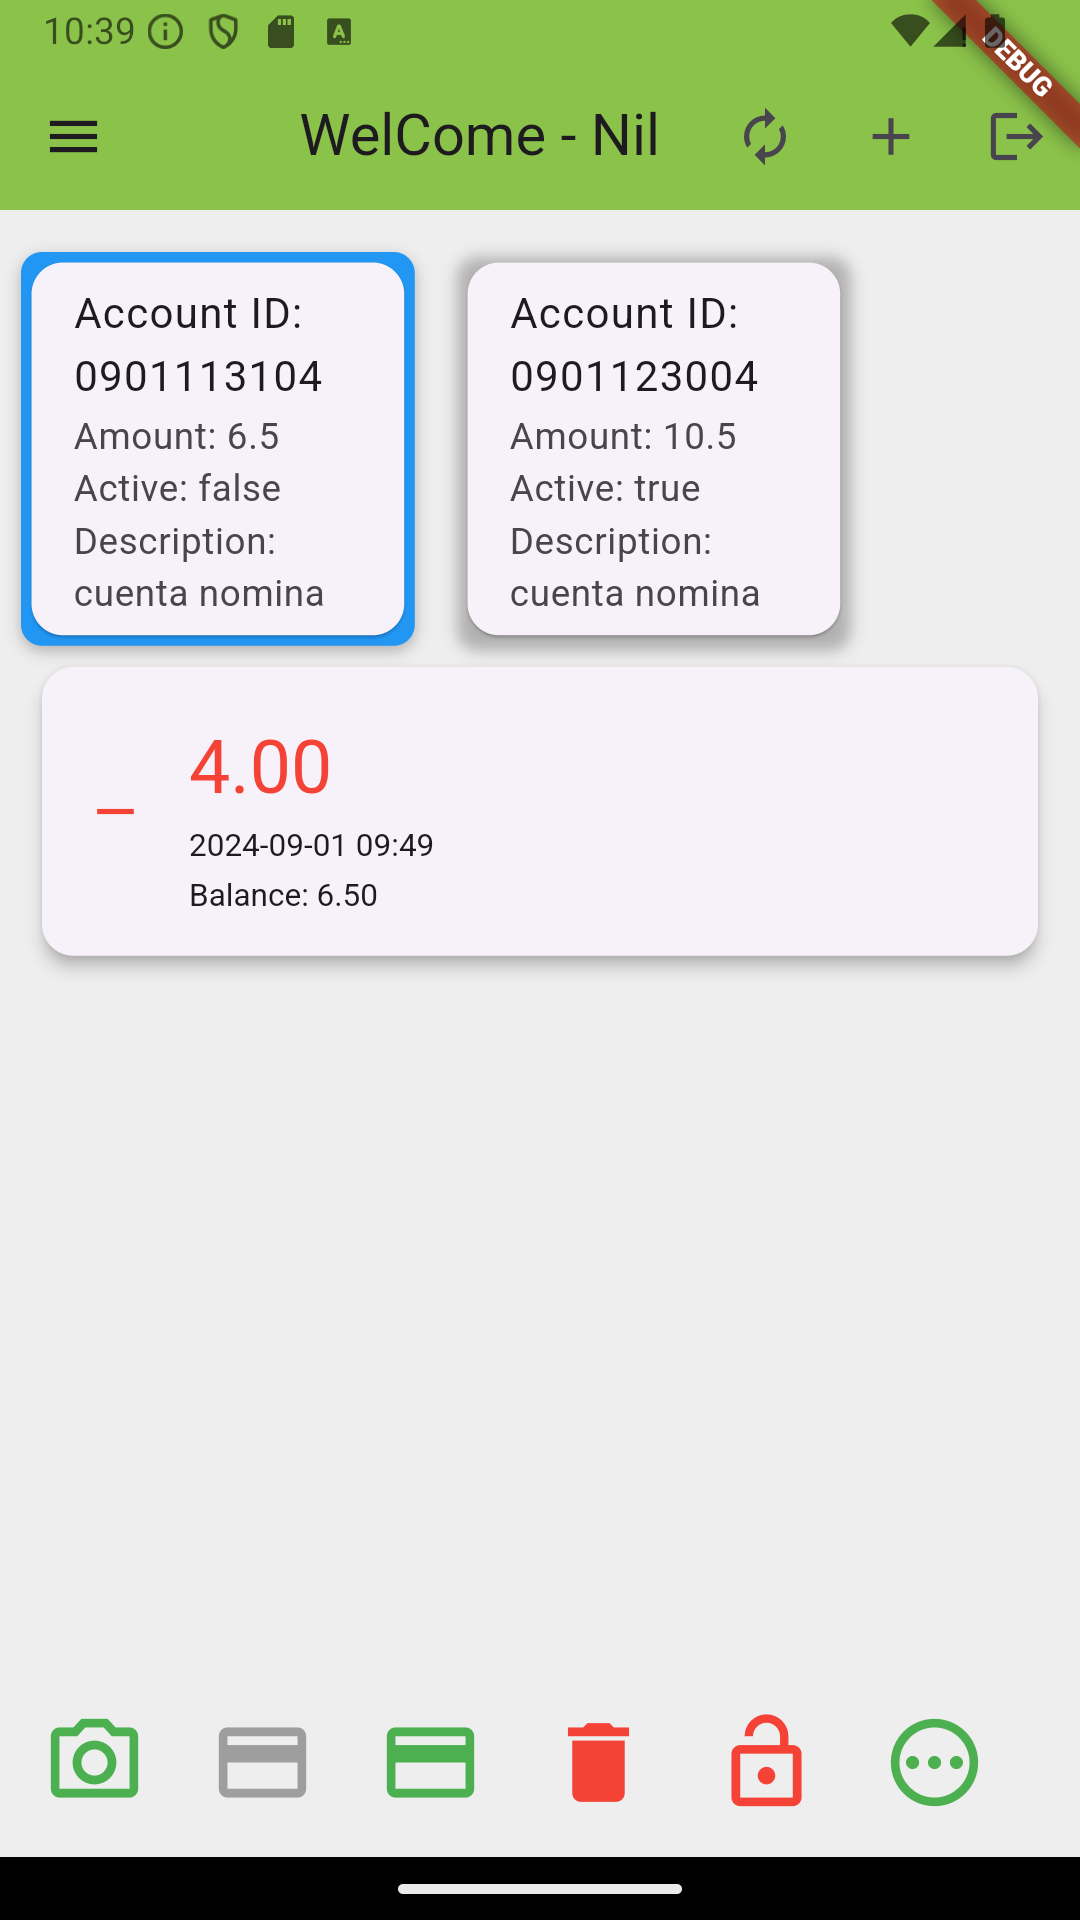 10:39
DEBUG
WelCome - Nil
Account ID:
0901113104
Amount: 6.5
Active: false
Description:
cuenta nomina
Account ID:
0901123004
Amount: 10.5
Active: true
Description:
cuenta nomina
4.00
2024-09-01 09:49
Balance: 6.50